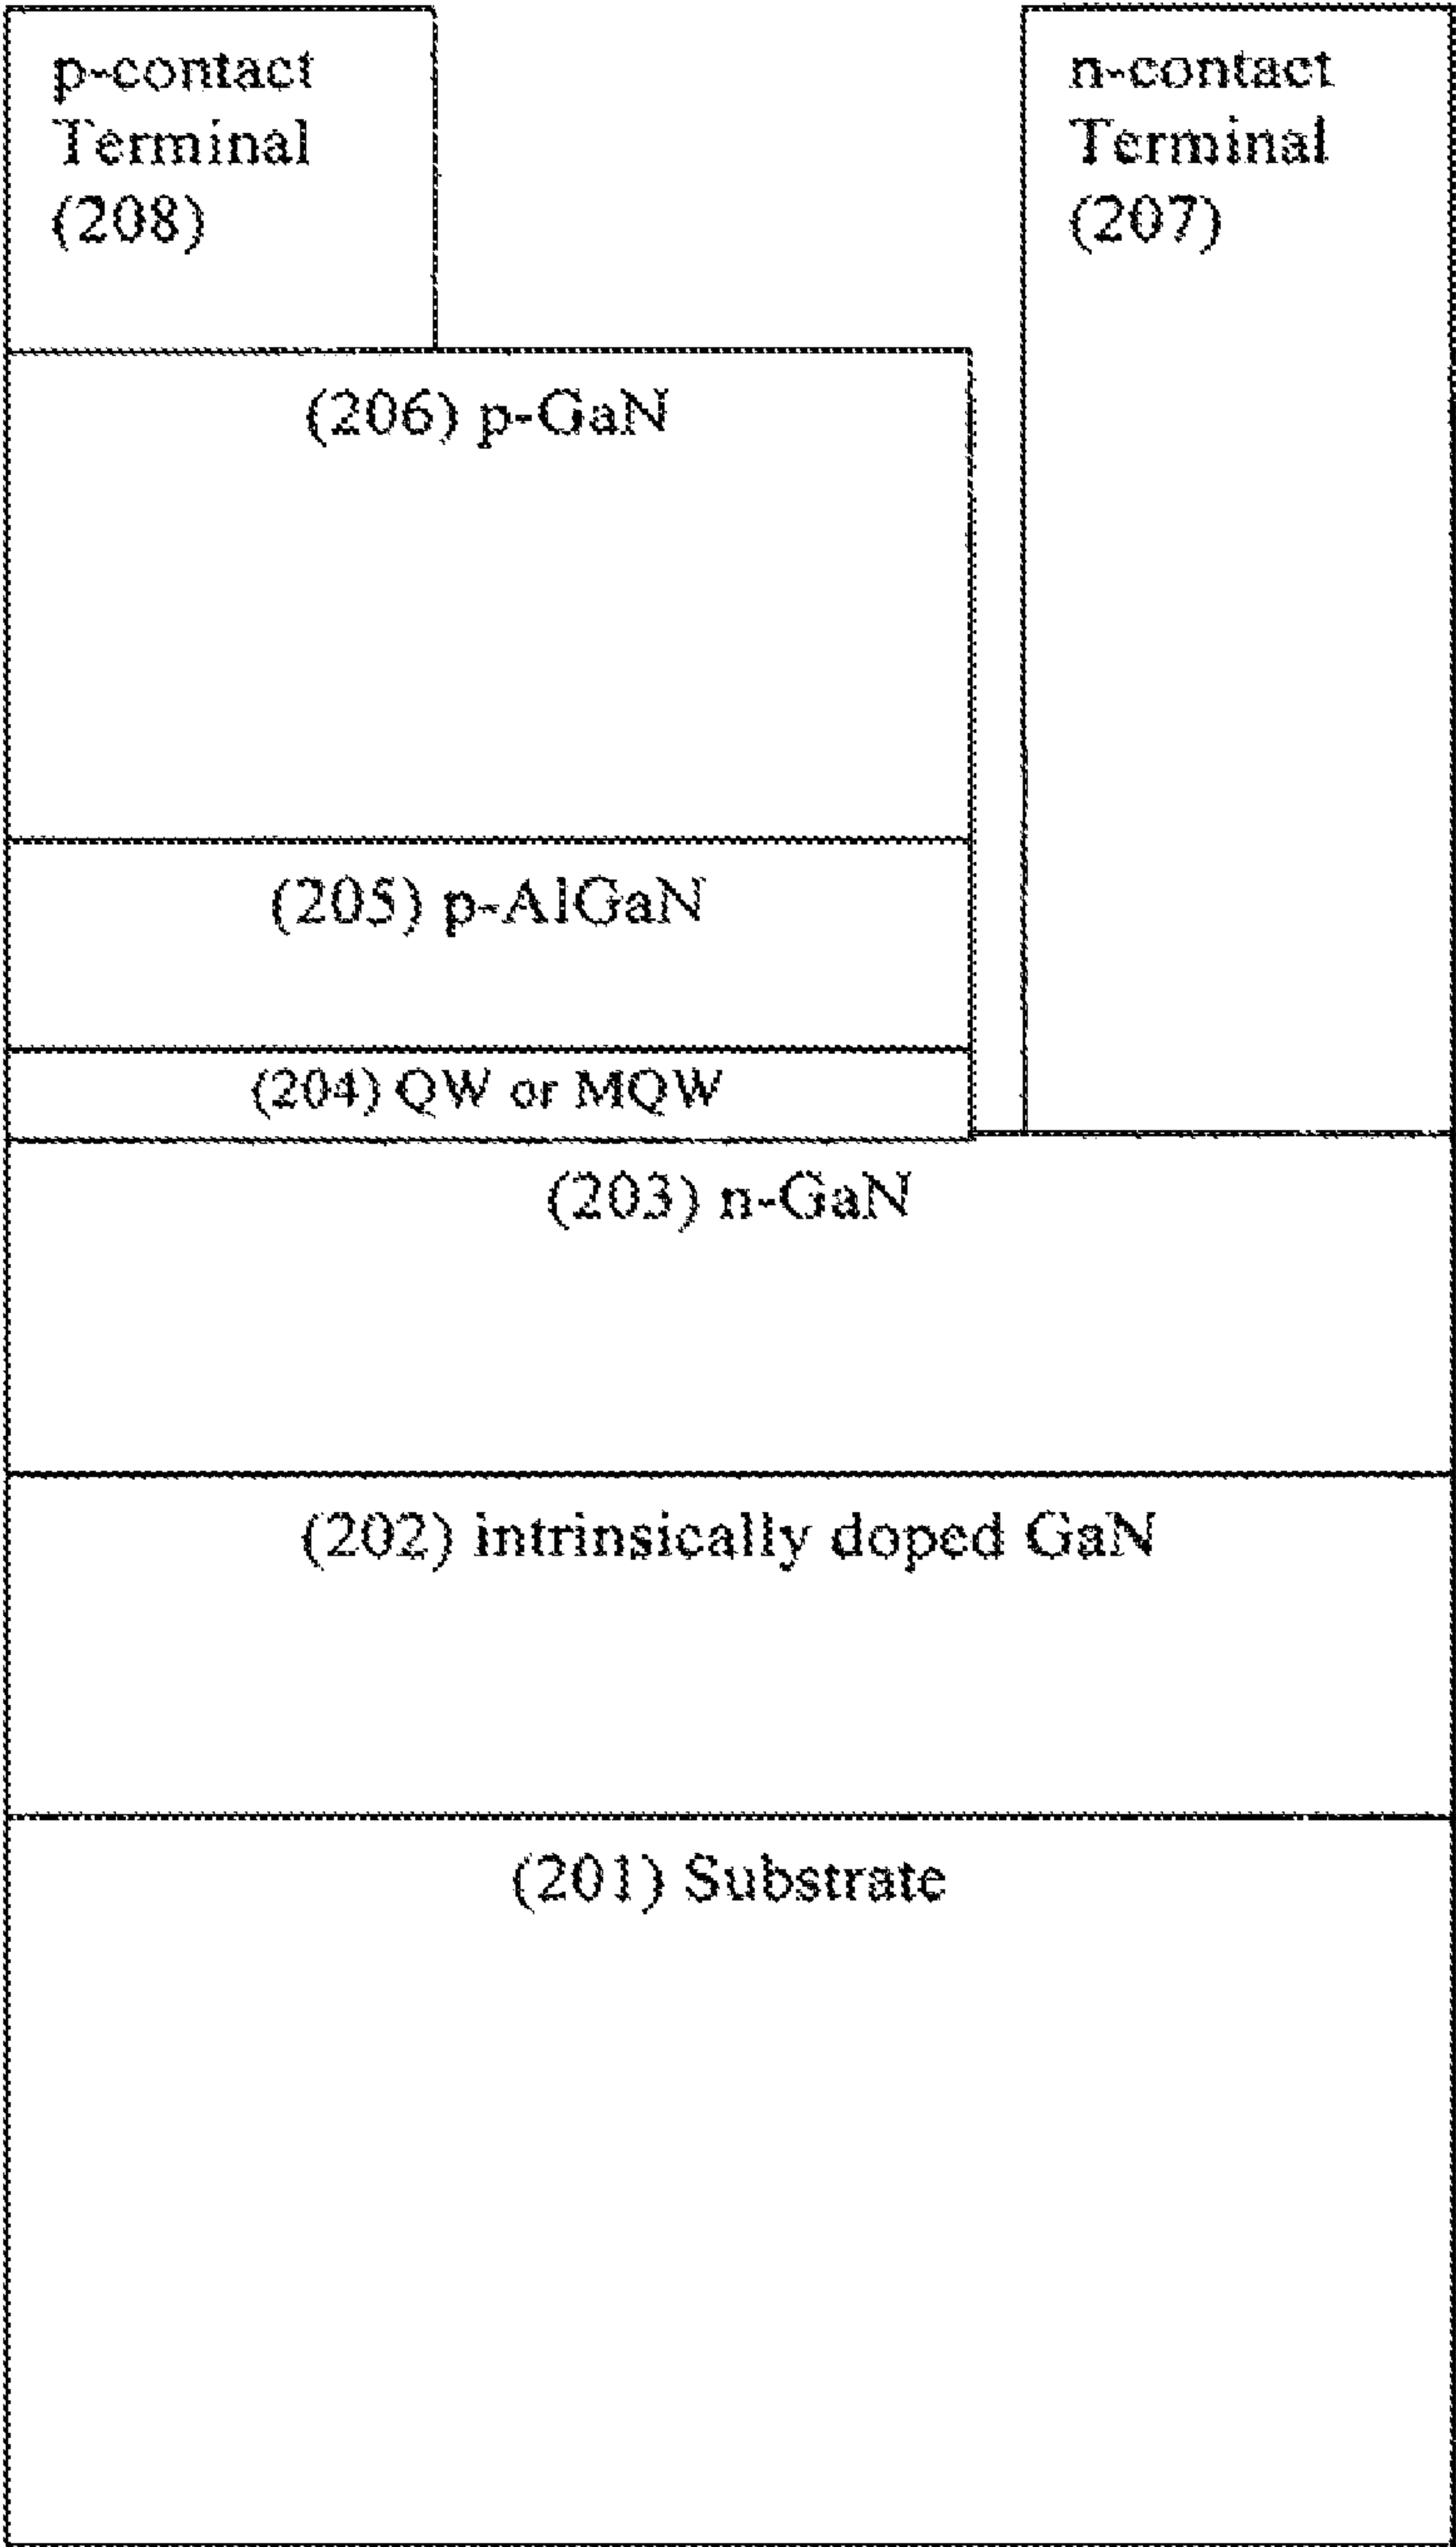 p-contact
Terminal
(208)
n-contact
Terminal
(207)
(206) p-GaN
(205) p-AlGaN
(204) QW or MQW
(203) n-GaN
(202) intrinsically doped GaN
(201) Substrate